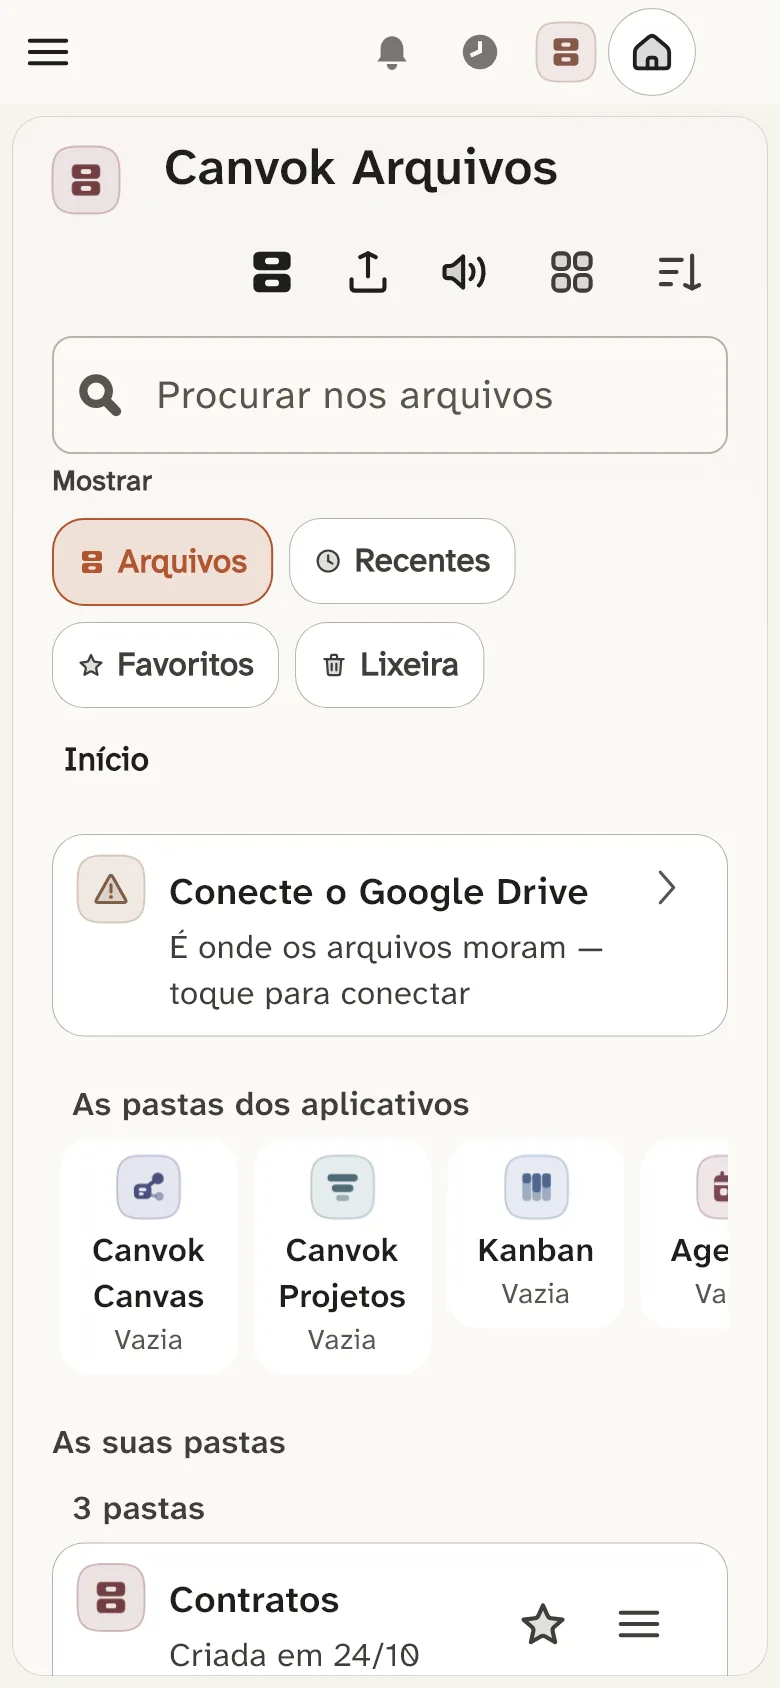 Canvok Arquivos
Procurar nos arquivos
Mostrar
Arquivos
Recentes
Favoritos
Lixeira
Início
Conecte o Google Drive
É onde os arquivos moram —
toque para conectar
As pastas dos aplicativos
Canvok
Canvas
Vazia
Canvok
Projetos
Vazia
Kanban
Vazia
Age
Va
As suas pastas
3 pastas
Contratos
Criada em 24/10